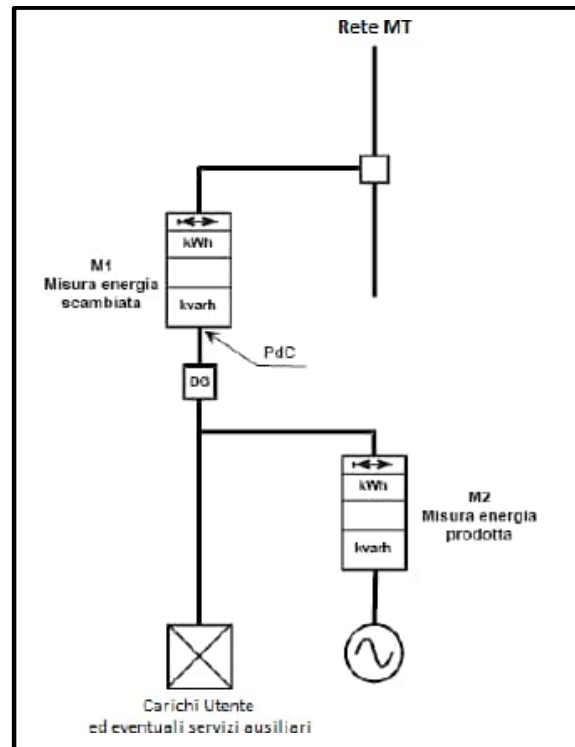 Rete MT
kWh
kvarh
M1
Misura energia
scambiata
PdC
DG
kWh
kvarh
M2
Misura energia
prodotta
Carichi Utente
ed eventuali servizi ausiliari